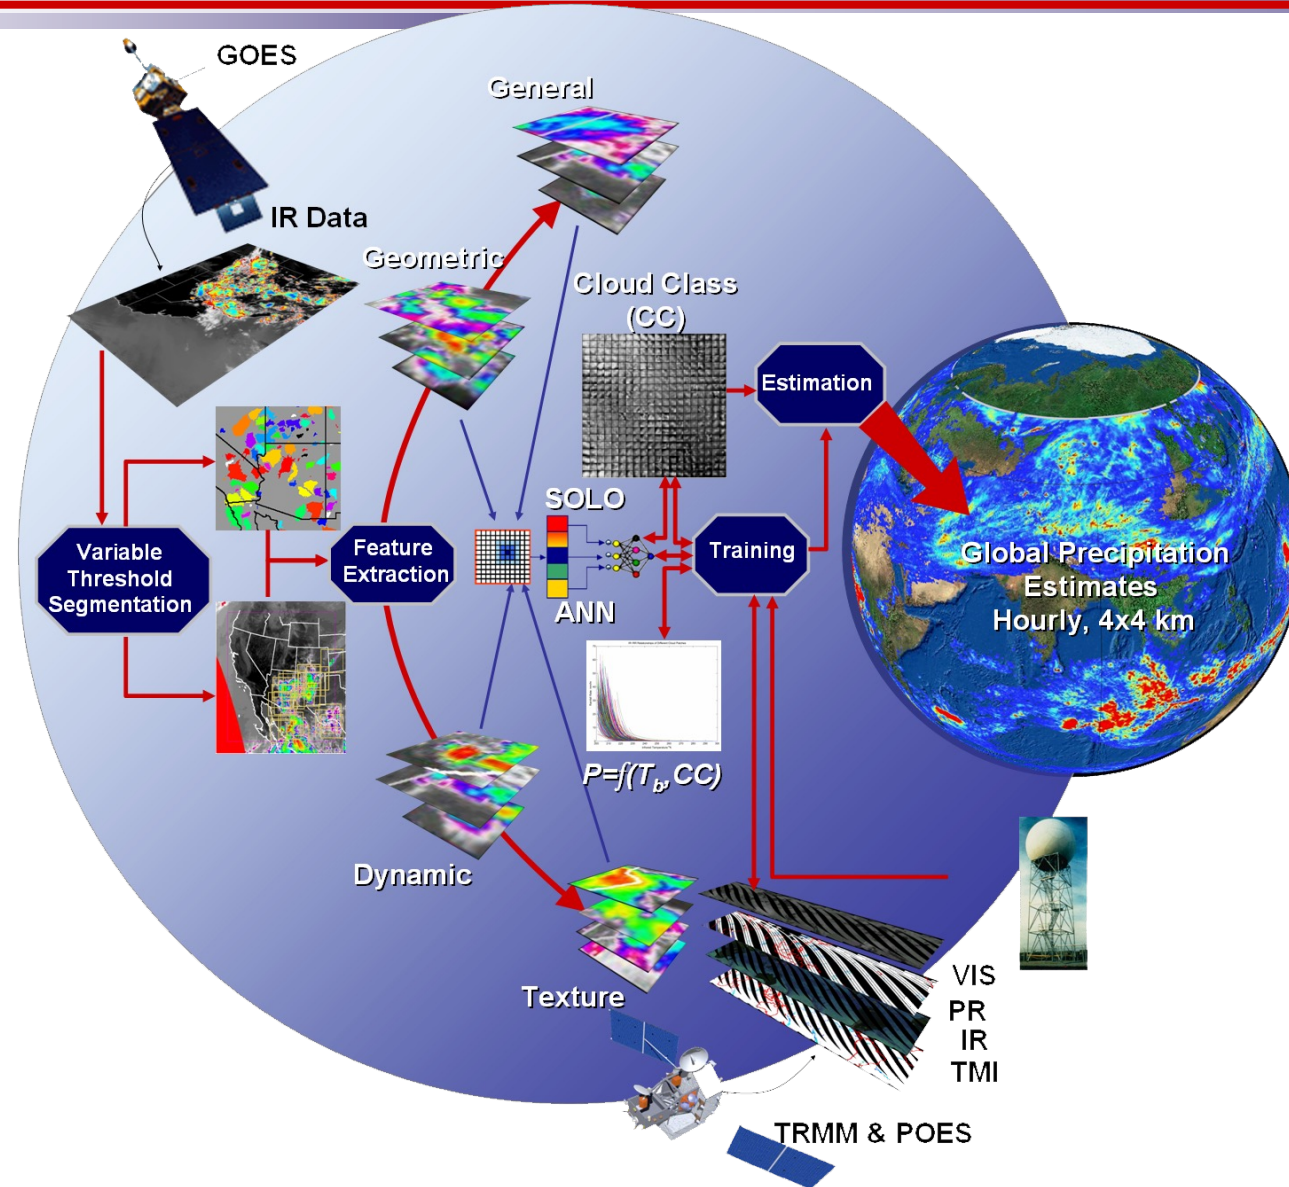 GOES
General
IR Data
Geometric
Cloud Class
(CC)
Estimation
SOLO
Variable
Threshold
Segmentation
Feature
Extraction
Training
ANN
Global Precipitation
Estimates
Hourly, 4x4 km
P=f(Tb,CC)
Dynamic
Texture
VIS
PR
IR
TMI
TRMM & POES